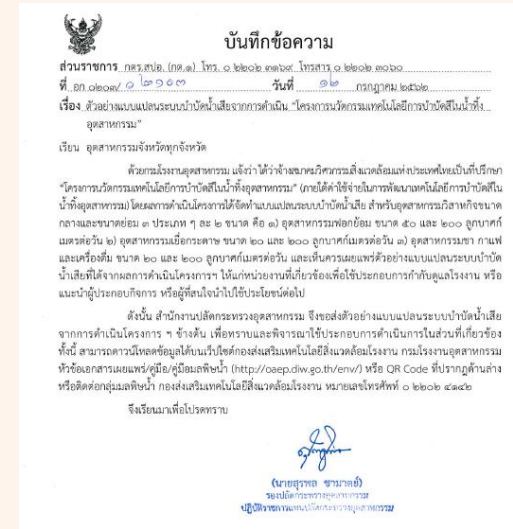 บันทึกข้อความ
ส่วนราชการ กตร.สปอ. (กต.๑) โทร. ๐ ๒๒๐๒ ๓๑๖๙ โทรสาร ๐ ๒๒๐๒ ๓๐๖๐
ที่ อก ๐๒๐๓/ วันที่ ๑๒ กรกฎาคม ๒๕๖๒
เรื่อง ตัวอย่างแบบแปลนระบบบำบัดน้ำเสียจากการดำเนิน "โครงการนวัตกรรมเทคโนโลยีการบำบัดสีในน้ำทิ้ง
อุตสาหกรรม"
เรียน อุตสาหกรรมจังหวัดทุกจังหวัด
ด้วยกรมโรงงานอุตสาหกรรม แจ้งว่าได้ว่าจ้างสมาคมวิศวกรรมสิ่งแวดล้อมแห่งประเทศไทยเป็นที่ปรึกษา
"โครงการนวัตกรรมเทคโนโลยีการบำบัดสีในน้ำทิ้งอุตสาหกรรม" (ภายใต้ค่าใช้จ่ายในการพัฒนาเทคโนโลยีการบำบัดสีใน
น้ำทิ้งอุตสาหกรรม) โดยผลการดำเนินโครงการได้จัดทำแบบแปลนระบบบำบัดน้ำเสีย สำหรับอุตสาหกรรมวิสาหกิจขนาด
กลางและขนาดย่อม ๓ ประเภท ๆ ละ ๒ ขนาด คือ ๑) อุตสาหกรรมฟอกย้อม ขนาด ๕๐ และ ๒๐๐ ลูกบาศก์
เมตรต่อวัน ๒) อุตสาหกรรมเยื่อกระดาษ ขนาด ๒๐ และ ๒๐๐ ลูกบาศก์เมตรต่อวัน ๓) อุตสาหกรรมชา กาแฟ
และเครื่องดื่ม ขนาด ๒๐ และ ๒๐๐ ลูกบาศก์เมตรต่อวัน และเห็นควรเผยแพร่ตัวอย่างแบบแปลนระบบบำบัด
น้ำเสียที่ได้จากผลการดำเนินโครงการฯ ให้แก่หน่วยงานที่เกี่ยวข้องเพื่อใช้ประกอบการกำกับดูแลโรงงาน หรือ
แนะนำผู้ประกอบกิจการ หรือผู้ที่สนใจนำไปใช้ประโยชน์ต่อไป
ดังนั้น สำนักงานปลัดกระทรวงอุตสาหกรรม จึงขอส่งตัวอย่างแบบแปลนระบบบำบัดน้ำเสีย
จากการดำเนินโครงการ ฯ ข้างต้น เพื่อทราบและพิจารณาใช้ประกอบการดำเนินการในส่วนที่เกี่ยวข้อง
ทั้งนี้ สามารถดาวน์โหลดข้อมูลได้บนเว็ปไซต์กองส่งเสริมเทคโนโลยีสิ่งแวดล้อมโรงงาน กรมโรงงานอุตสาหกรรม
หัวข้อเอกสารเผยแพร่/คู่มือ/คู่มือมลพิษน้ำ (http://oaep.diw.go.th/env/) หรือ QR Code ที่ปรากฏด้านล่าง
หรือติดต่อกลุ่มมลพิษน้ำ กองส่งเสริมเทคโนโลยีสิ่งแวดล้อมโรงงาน หมายเลขโทรศัพท์ ๐ ๒๒๐๒ ๔๑๔๒
จึงเรียนมาเพื่อโปรดทราบ
(นายสุรพล ชามาตย์)
รองปลัดกระทรวงอุตสาหกรรม
ปฏิบัติราชการแทนปลัดกระทรวงอุตสาหกรรม